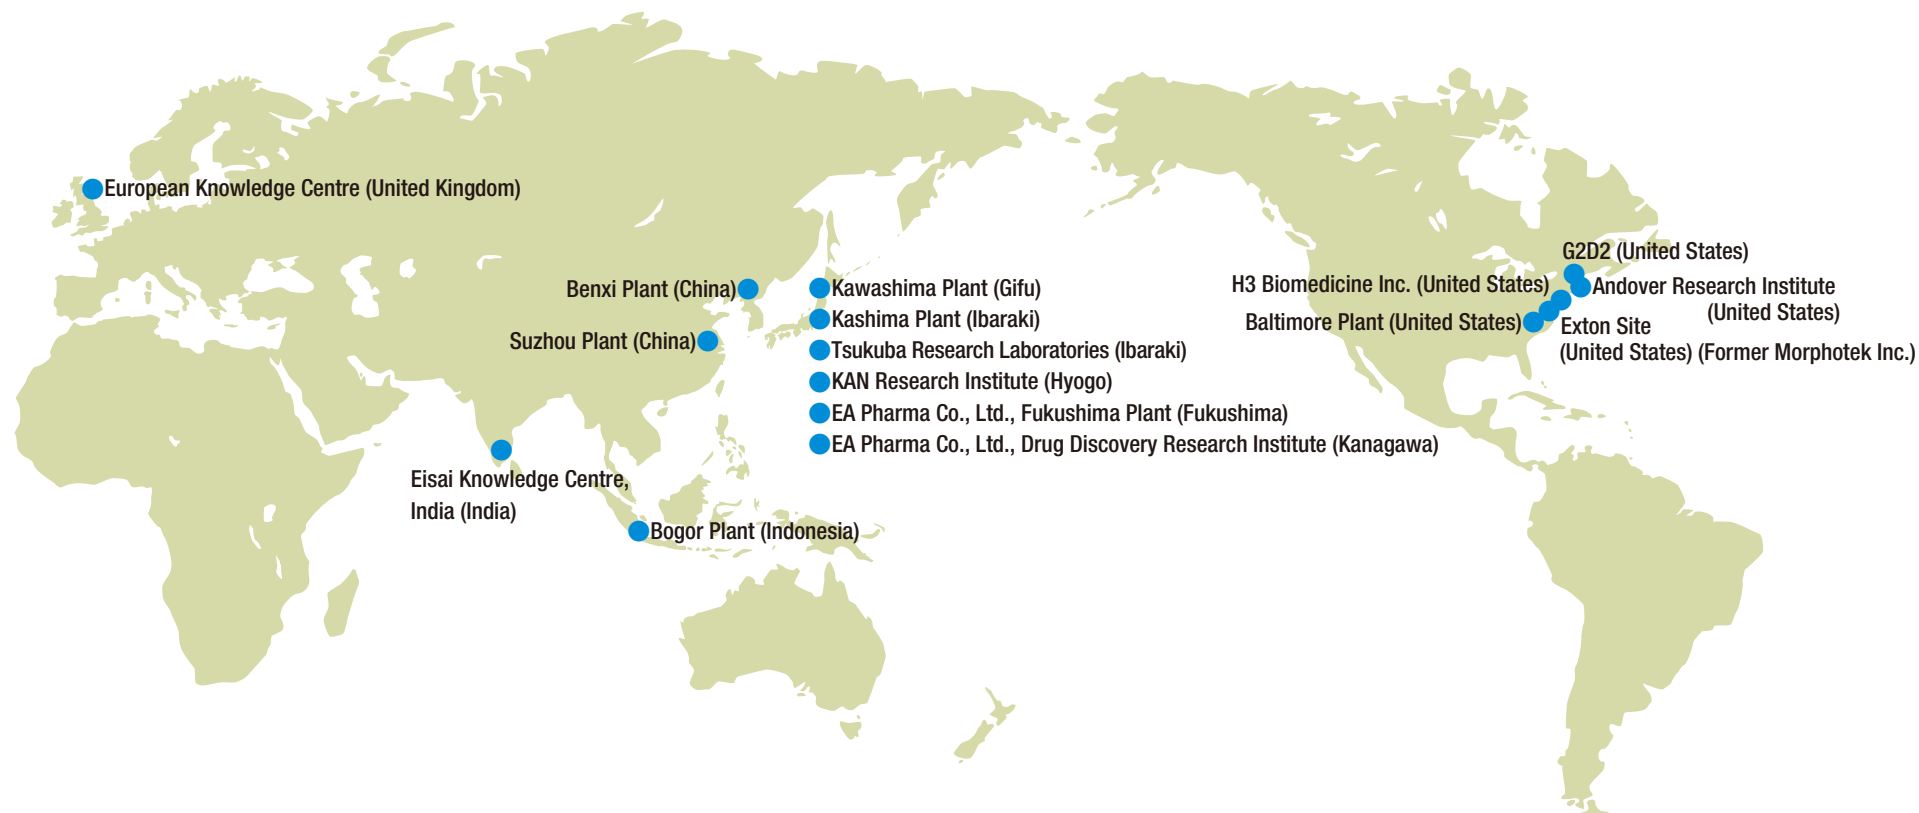 European Knowledge Centre (United Kingdom)
Benxi Plant (China)
Suzhou Plant (China)
Eisai Knowledge Centre,
India (India)
Bogor Plant (Indonesia)
Kawashima Plant (Gifu)
Kashima Plant (Ibaraki)
Tsukuba Research Laboratories (Ibaraki)
KAN Research Institute (Hyogo)
EA Pharma Co., Ltd., Fukushima Plant (Fukushima)
EA Pharma Co., Ltd., Drug Discovery Research Institute (Kanagawa)
G2D2 (United States)
H3 Biomedicine Inc. (United States)
Andover Research Institute
(United States)
Baltimore Plant (United States)
Exton Site
(United States) (Former Morphotek Inc.)